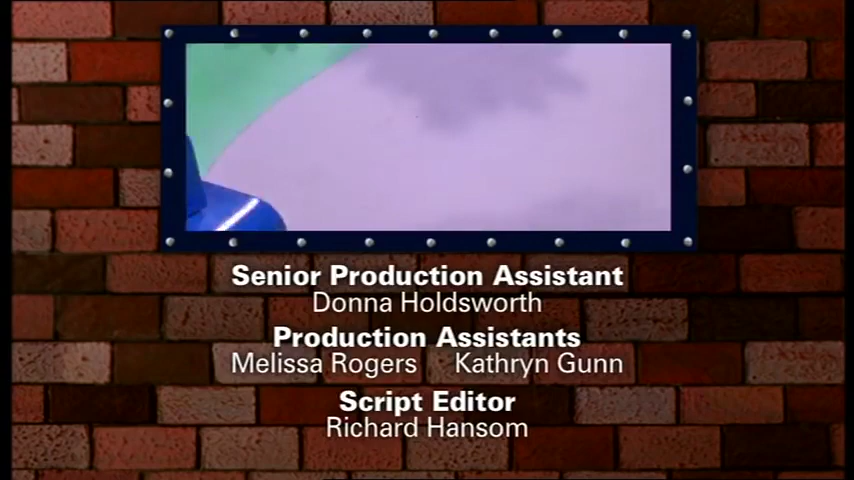 Senior Production Assistant
Donna Holdsworth
Production Assistants
Melissa Rogers Kathryn Gunn
Script Editor
Richard Hansom